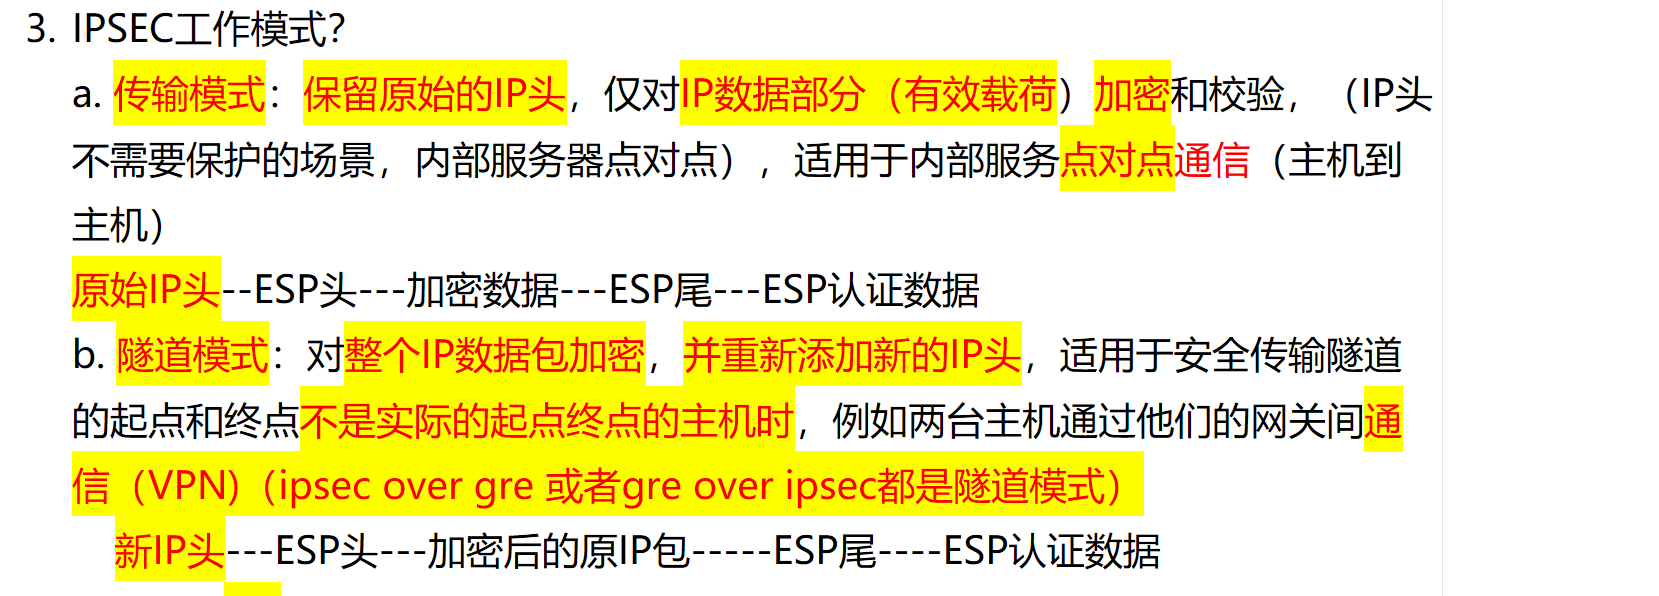 3. IPSEC工作模式?
a. 传输模式：保留原始的IP头，仅对IP数据部分（有效载荷）加密和校验，（IP头
不需要保护的场景，内部服务器点对点），适用于内部服务点对点通信（主机到
主机）
原始IP头--ESP头---加密数据---ESP尾---ESP认证数据
b. 隧道模式：对整个IP数据包加密，并重新添加新的IP头，适用于安全传输隧道
的起点和终点不是实际的起点终点的主机时，例如两台主机通过他们的网关间通
信（VPN)（ipsec over gre 或者gre over ipsec都是隧道模式）
新IP头---ESP头---加密后的原IP包-----ESP尾----ESP认证数据